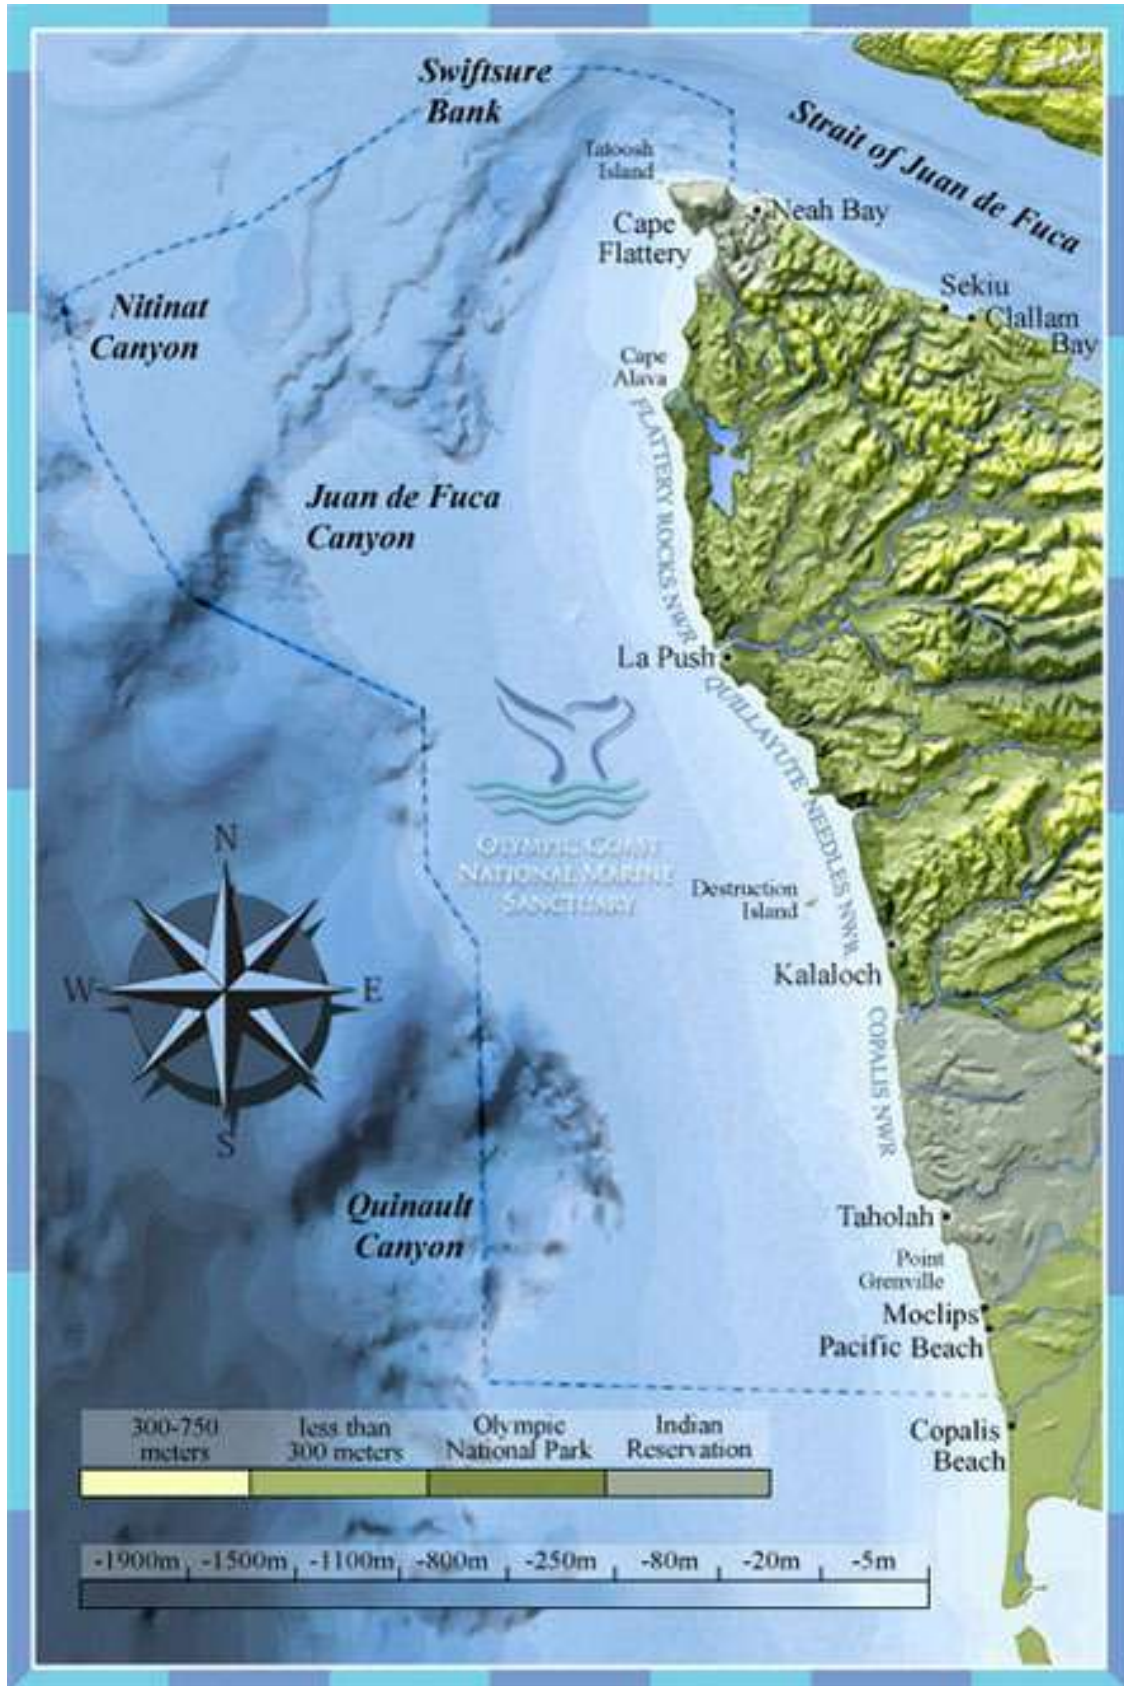 Swiftsure
Bank
Strait of Juan de Fuca
Tatoosh
Island
Neah Bay
Cape
Flattery
Sekiu
Clallam
Bay
Nitinat
Canyon
Cape
Alava
FLATTERY ROCKS NWR
Juan de Fuca
Canyon
La Push
QUILLAYUTE NEEDLES NWR
OLYMPIC COAST
NATIONAL MARINE
SANCTUARY
N
W
E
S
Destruction
Island
Kalaloch
COPALIS NWR
Quinault
Canyon
Taholah
Point
Grenville
Moclips
Pacific Beach
Copalis
Beach
300-750
meters
less than
300 meters
Olympic
National Park
Indian
Reservation
-1900m
-1500m
-1100m
-800m
-250m
-80m
-20m
-5m